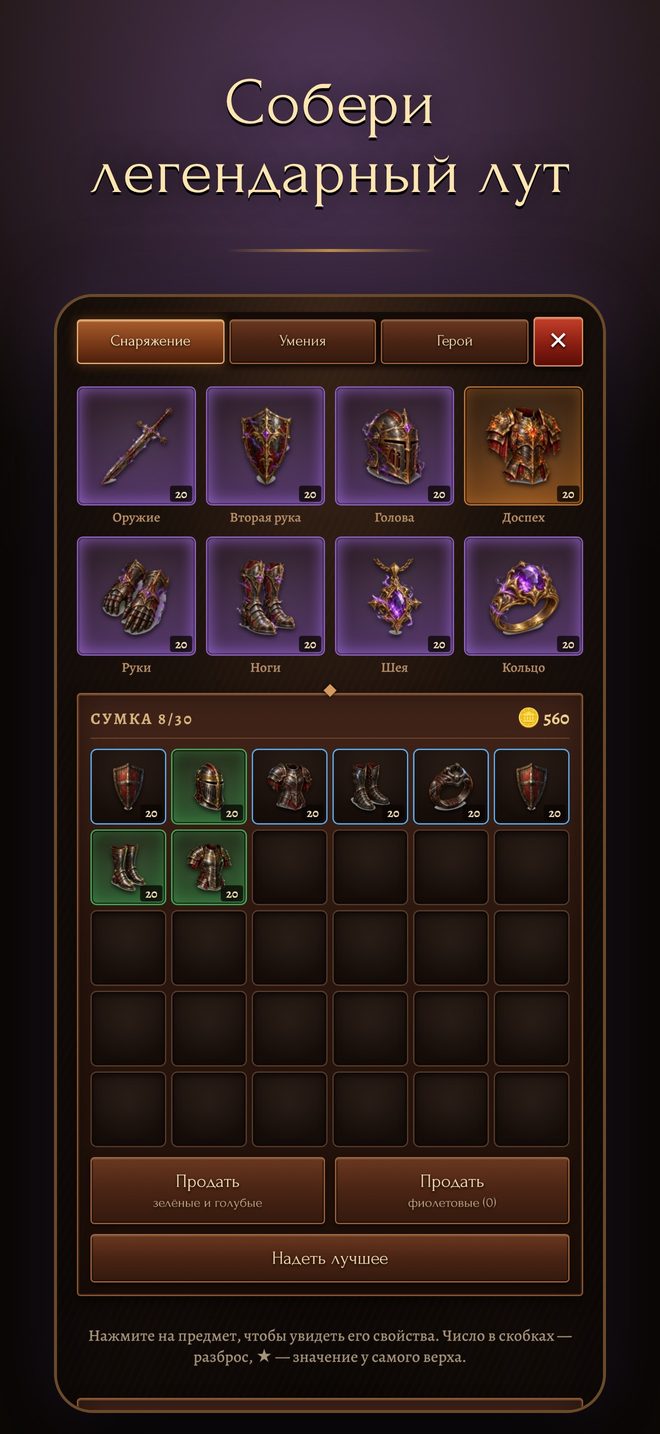 Собери
легендарный лут
Снаряжение Умения Герой ✕
20 20 20 20
Оружие Вторая рука Голова Доспех
20 20 20 20
Руки Ноги Шея Кольцо
СУМКА 8/30 560
20 20 20 20 20 20
20 20
Продать Продать
зелёные и голубые фиолетовые (0)
Надеть лучшее
Нажмите на предмет, чтобы увидеть его свойства. Число в скобках —
разброс, ★ — значение у самого верха.